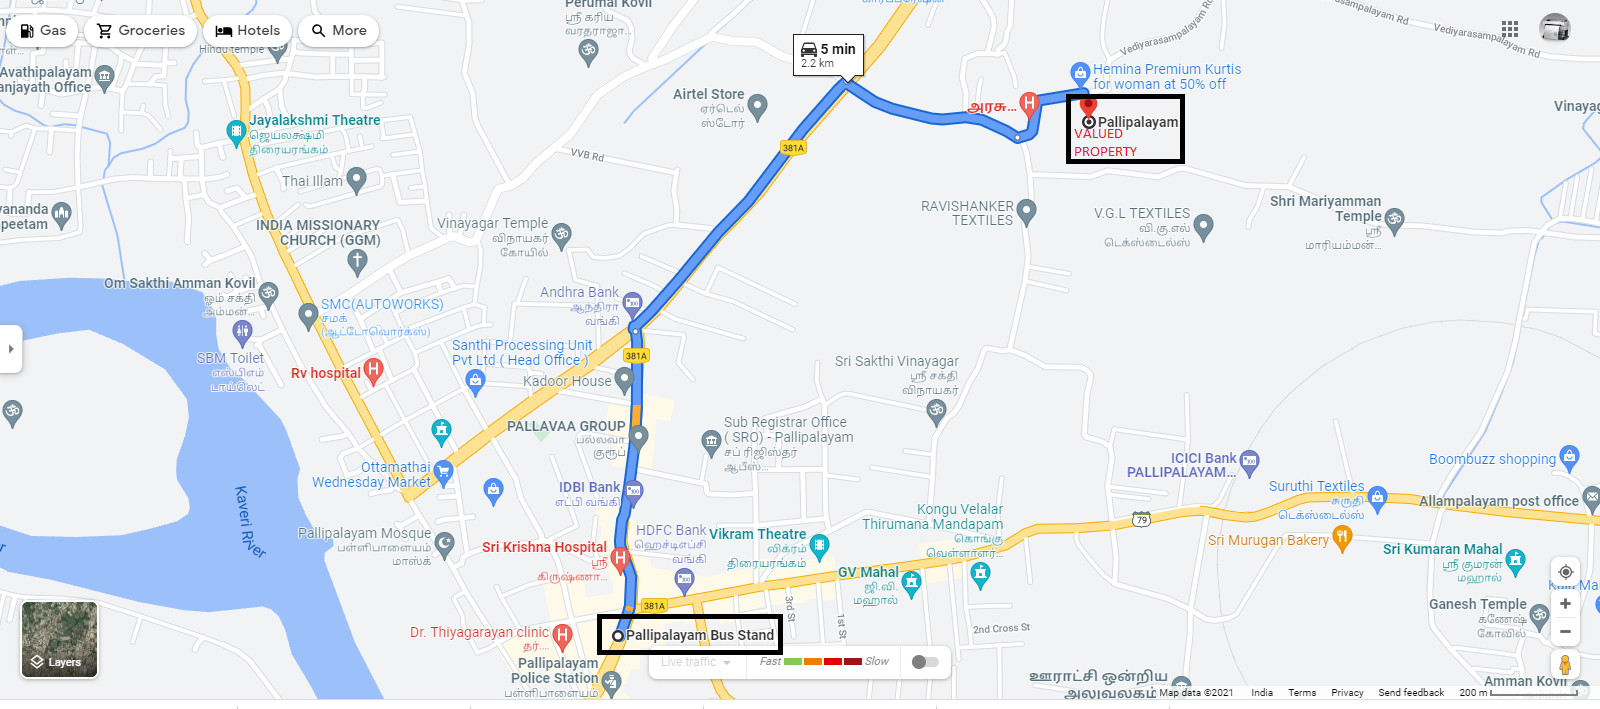 Gas
Groceries
Hotels
More
Perumal Kovil
ஸ்ரீ கரிய
வரதராஜா...
Hindu temple
Avathipalayam
anjayath Office
Jayalakshmi Theatre
ஜெயலக்ஷ்மி
திரையரங்கம்
Airtel Store
ஏர்டெல்
ஸ்டோர்
5 min
2.2 km
Vediyarasampalayam Rd
Vediyarasampalayam Rd
Hemina Premium Kurtis
for woman at 50% off
அரசு...
Pallipalayam
VALUED
PROPERTY
Vinayag
381A
VVB Rd
Thai Illam
INDIA MISSIONARY
CHURCH (GGM)
Vinayagar Temple
விநாயகர்
கோயில்
RAVISHANKER
TEXTILES
V.G.L TEXTILES
வி.கு.எல்
டெக்ஸ்டைல்ஸ்
Shri Mariyamman
Temple
ஸ்ரீ
மாரியம்மன்...
Om Sakthi Amman Kovil
ஓம் சக்தி
அம்மன்...
SMC(AUTOWORKS)
சமக்
(ஆட்டோவொர்க்ஸ்)
Andhra Bank
ஆந்திரா
வங்கி
SBM Toilet
எஸ்பிஎம்
டாய்லெட்
Rv hospital
Santhi Processing Unit
Pvt Ltd ( Head Office )
381A
Kadoor House
Sri Sakthi Vinayagar
ஸ்ரீ சக்தி
விநாயகர்
PALLAVAA GROUP
பல்லவா
குரூப்
Sub Registrar Office
( SRO) - Pallipalayam
சப் ரிஜிஸ்தர்
ஆபீஸ்...
Ottamathai
Wednesday Market
IDBI Bank
எட்பி வங்கி
ICICI Bank
PALLIPALAYAM...
Boombuzz shopping
Suruthi Textiles
சுருதி
டெக்ஸ்டைல்ஸ்
Allampalayam post office
Kaveri River
Pallipalayam Mosque
பள்ளிபாளையம்
மாஸ்க்
HDFC Bank
ஹெச்டிஎப்சி
வங்கி
Vikram Theatre
விக்ரம்
திரையரங்கம்
Kongu Velalar
Thirumana Mandapam
கொங்கு
வெள்ளாளர்...
79
Sri Murugan Bakery
Sri Krishna Hospital
ஸ்ரீ
கிருஷ்ணா...
GV Mahal
ஜி.வி.
மஹால்
Sri Kumaran Mahal
ஸ்ரீ குமரன்
மஹால்
381A
3rd St
1st St
2nd Cross St
Ganesh Temple
கணேஷ்
கோவில்
Dr. Thiyagarayan clinic
தர்....
Pallipalayam Bus Stand
Pallipalayam
Police Station
பள்ளிபாளையம்
Layers
Live traffic
Fast
Slow
ஊராட்சி ஒன்றிய
அலுவலகம்
Amman Kovil
Map data ©2021
India
Terms
Privacy
Send feedback
200 m